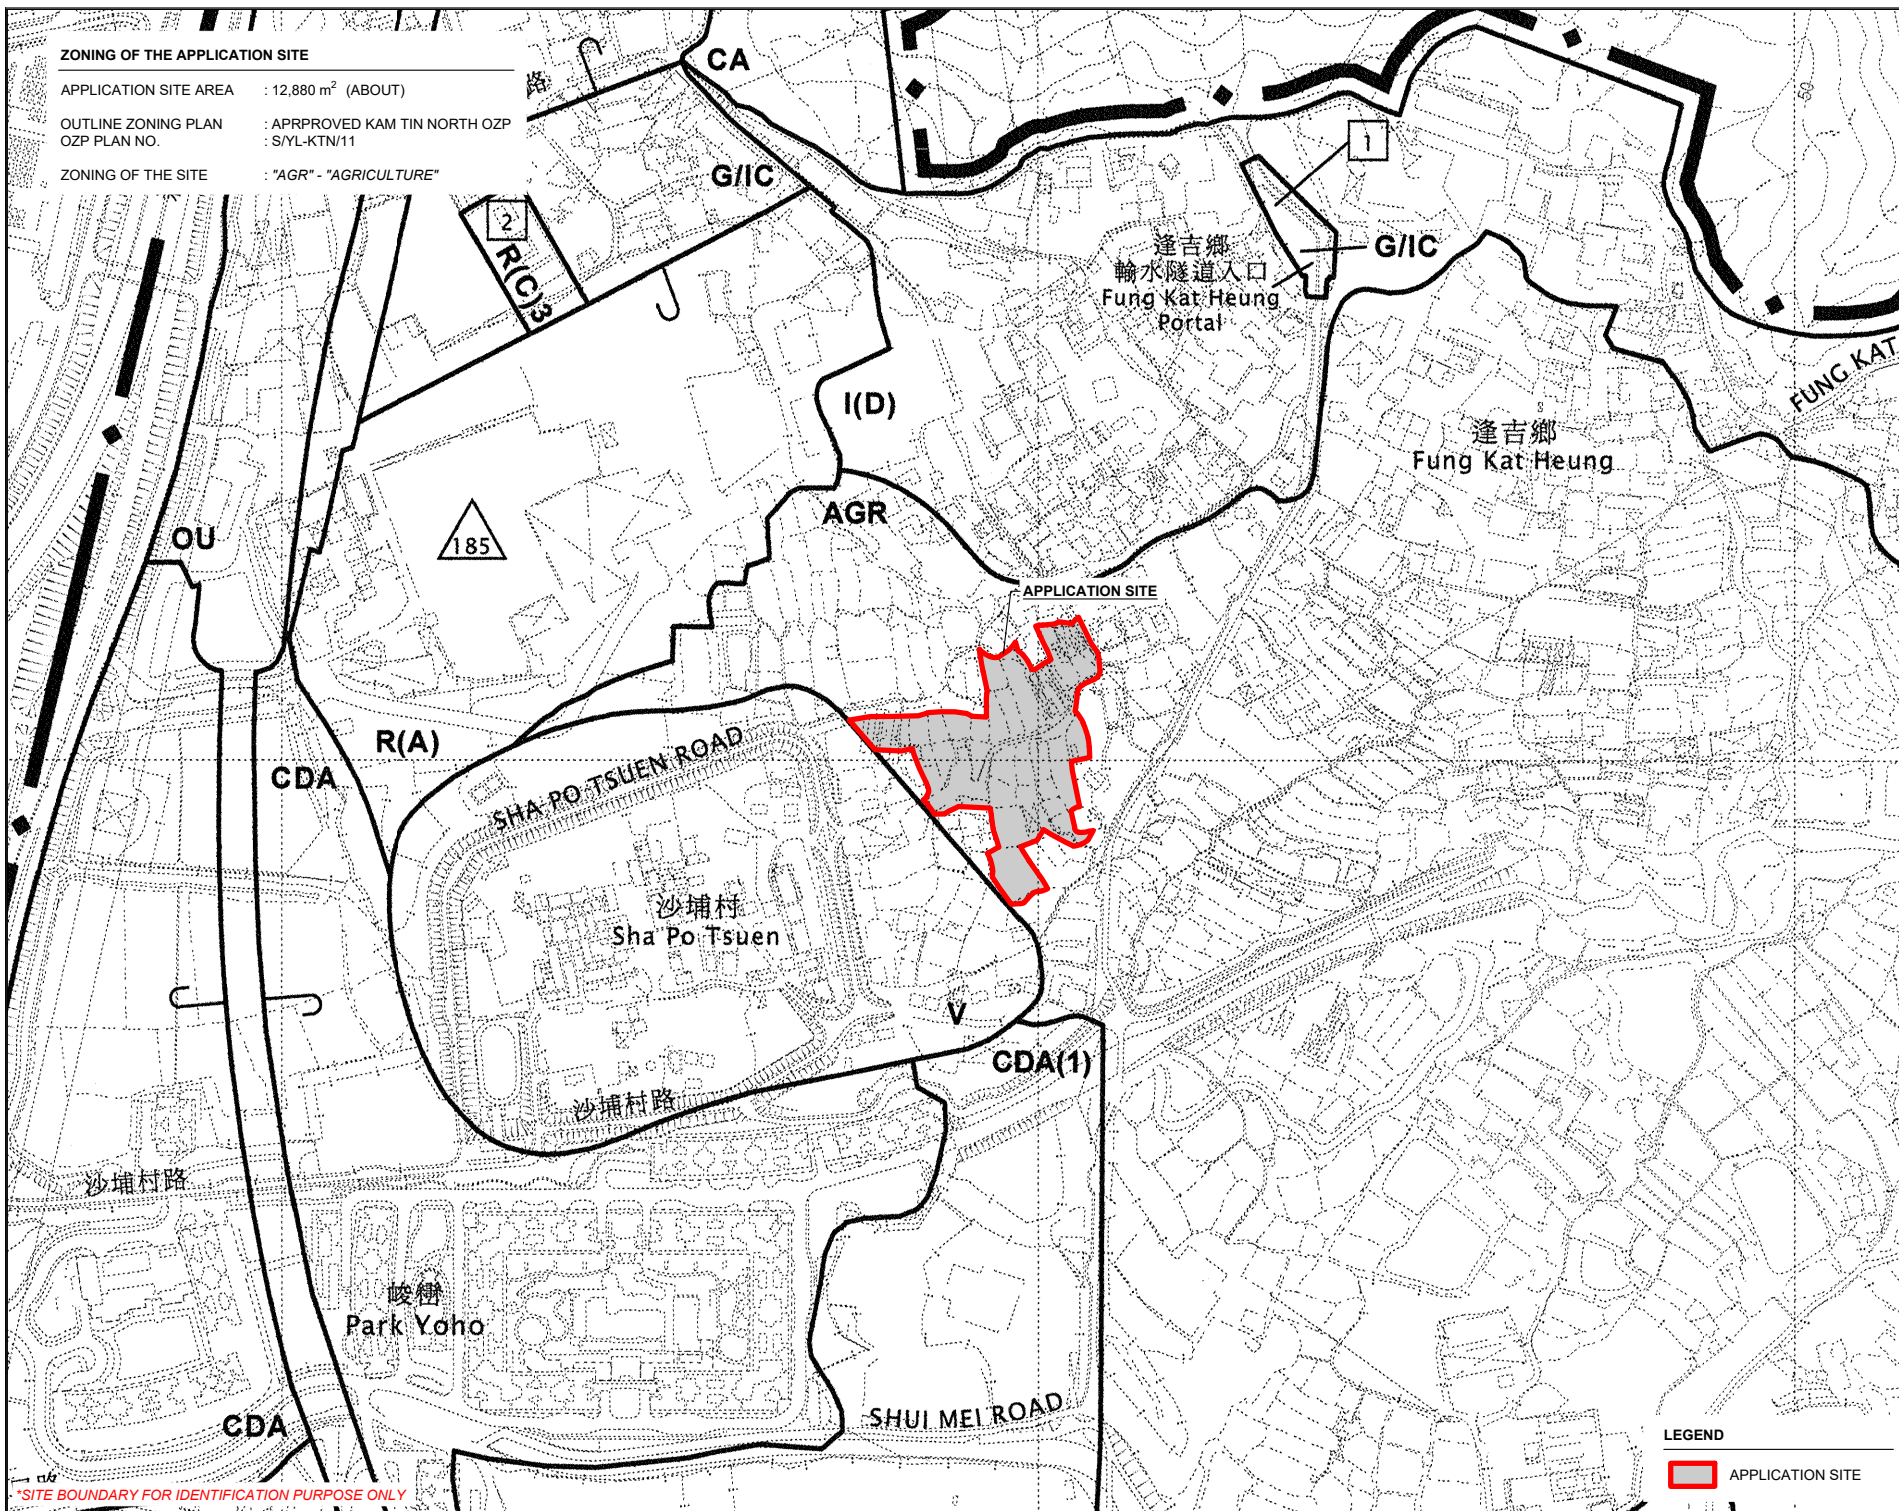 ZONING OF THE APPLICATION SITE
APPLICATION SITE AREA : 12,880 m² (ABOUT)
OUTLINE ZONING PLAN : APRPROVED KAM TIN NORTH OZP
OZP PLAN NO. : S/YL-KTN/11
ZONING OF THE SITE : "AGR" - "AGRICULTURE"
路
CA
50
1
G/IC
2
R(C)3
逢吉鄉
輸水隧道入口
Fung Kat Heung
Portal
G/IC
FUNG KAT
I(D)
逢吉鄉
Fung Kat Heung
AGR
185
OU
APPLICATION SITE
R(A)
CDA
SHA PO TSUEN ROAD
沙埔村
Sha Po Tsuen
V
CDA(1)
沙埔村路
沙埔村路
峻巒
Park Yoho
SHUI MEI ROAD
CDA
LEGEND
APPLICATION SITE
路
*SITE BOUNDARY FOR IDENTIFICATION PURPOSE ONLY